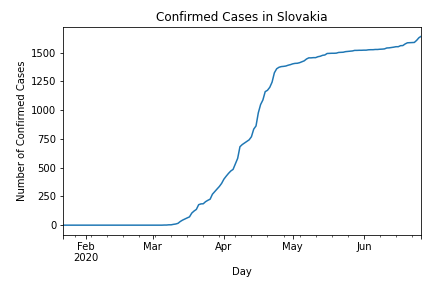 Confirmed Cases in Slovakia
Number of Confirmed Cases
1500
1250
1000
750
500
250
0
Feb Mar Apr May Jun
2020
Day